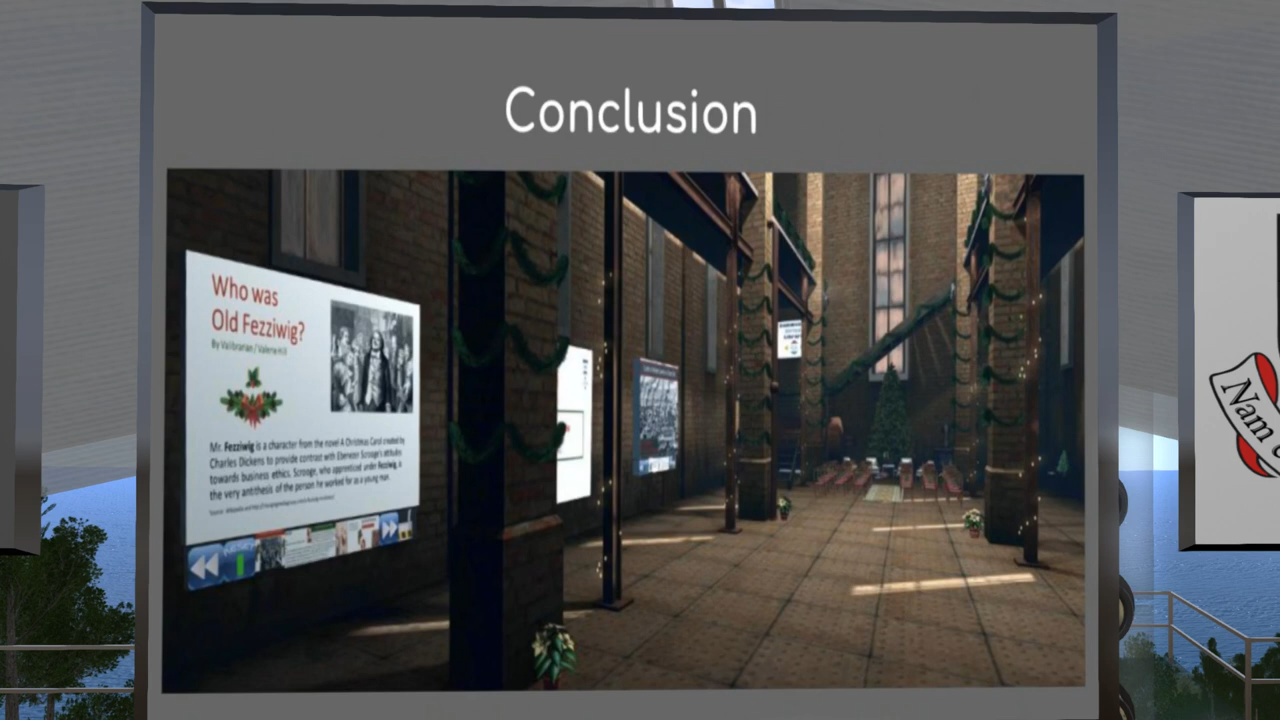 Conclusion
Who was
Old Fezziwig?
By Valibrarian / Valerie Hill
Mr. Fezziwig is a character from the novel A Christmas Carol created by
Charles Dickens to provide contrast with Ebenezer Scrooge's attitudes
towards business ethics. Scrooge, who apprenticed under Fezziwig, is
the very antithesis of the person he worked for as a young man.
Nam